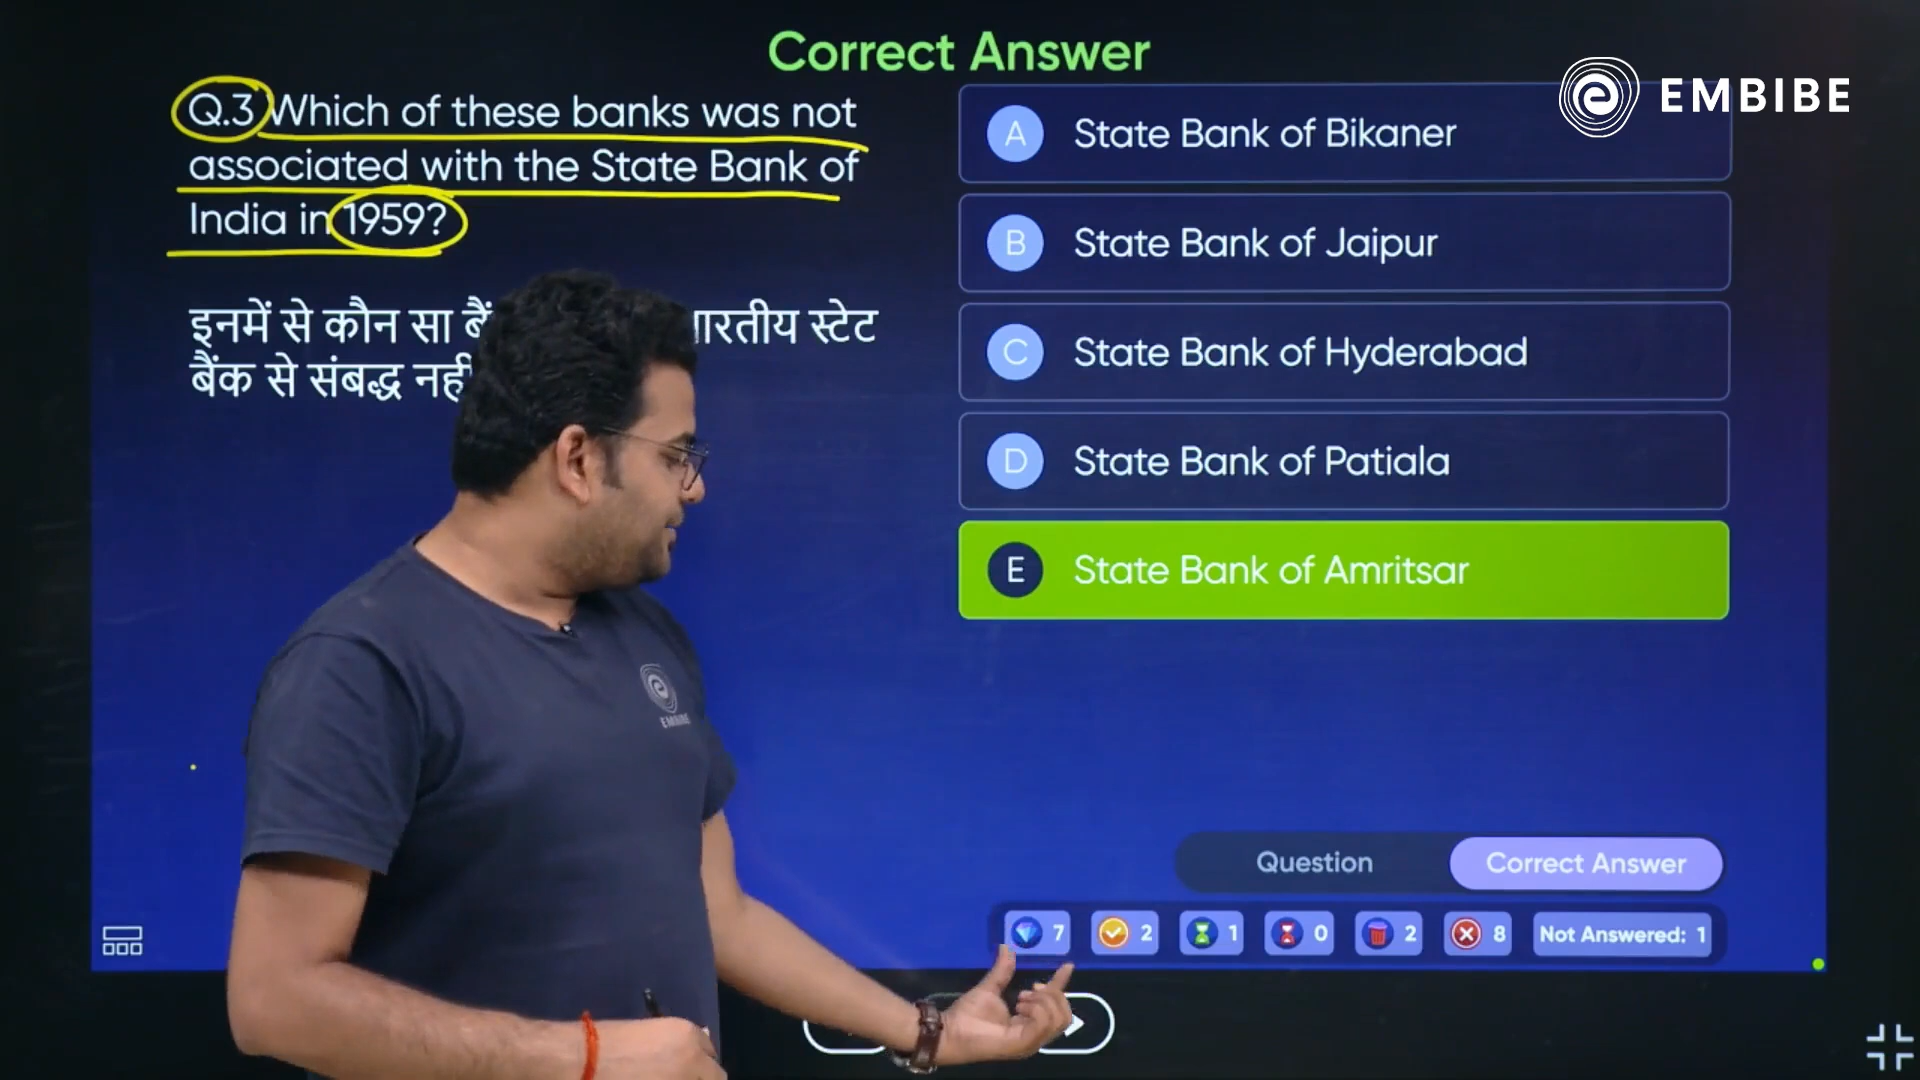 Correct Answer
EMBIBE
Q.3 Which of these banks was not
associated with the State Bank of
India in 1959?
इनमें से कौन सा स्टेट
बैंक से संबद्ध
A State Bank of Bikaner
B State Bank of Jaipur
C State Bank of Hyderabad
D State Bank of Patiala
E State Bank of Amritsar
EMBIBE
Question Correct Answer
7 2 1 0 2 8 Not Answered: 1